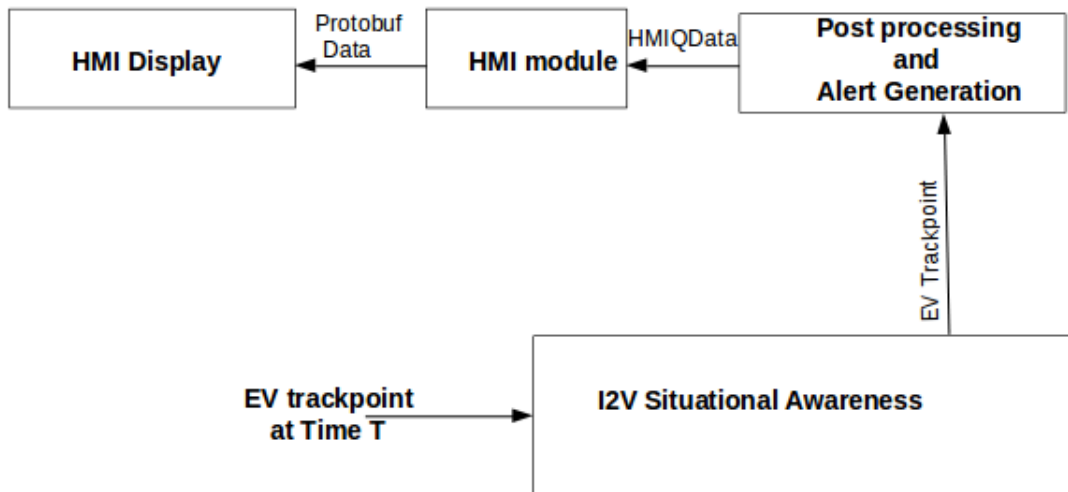 Protobuf
Data
HMI Display
HMI module
HMIQData
Post processing
and
Alert Generation
EV Trackpoint
EV trackpoint
at Time T
I2V Situational Awareness